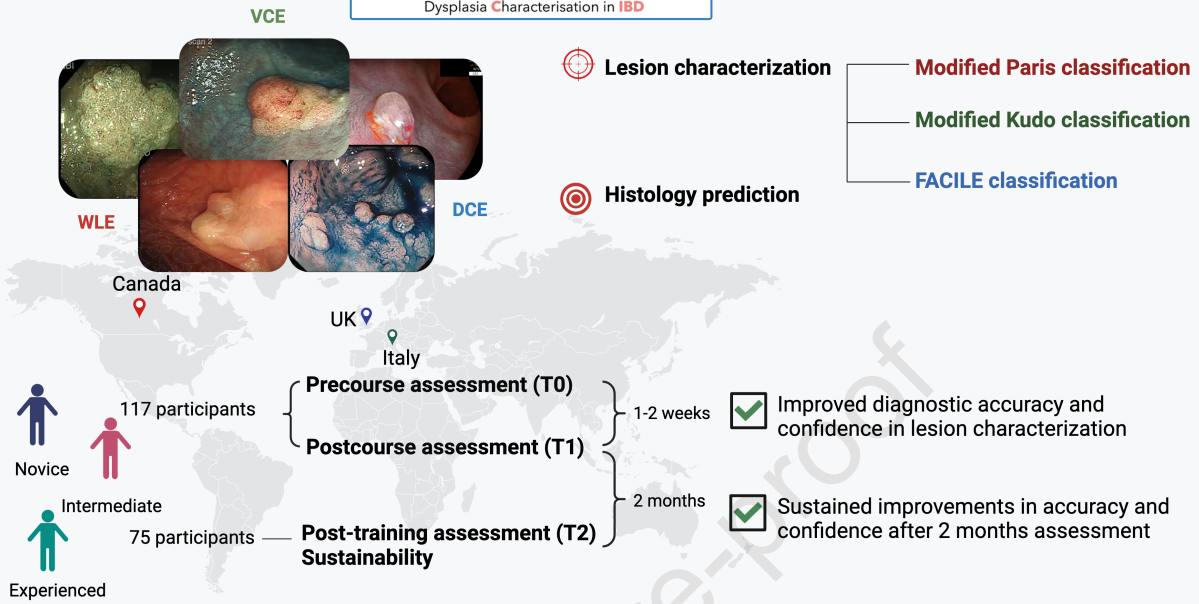 Dysplasia Characterisation in IBD
VCE
scan 2
WLE
DCE
Lesion characterization
Modified Paris classification
Modified Kudo classification
FACILE classification
Histology prediction
Canada
UK
Italy
Novice
Intermediate
Experienced
117 participants
Precourse assessment (T0)
Postcourse assessment (T1)
1-2 weeks
Improved diagnostic accuracy and
confidence in lesion characterization
75 participants
Post-training assessment (T2)
Sustainability
2 months
Sustained improvements in accuracy and
confidence after 2 months assessment
e-proof